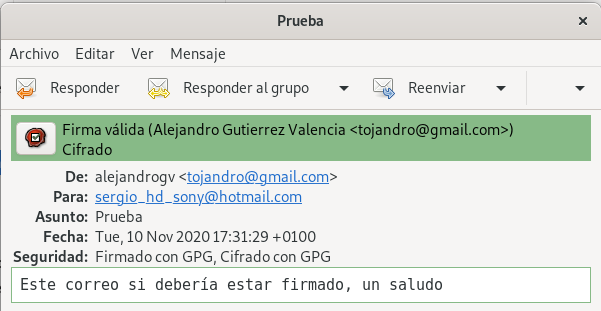 Prueba
Archivo Editar Ver Mensaje
Responder Responder al grupo Reenviar
Firma válida (Alejandro Gutierrez Valencia <tojandro@gmail.com>)
Cifrado
De: alejandrogv <tojandro@gmail.com>
Para: sergio_hd_sony@hotmail.com
Asunto: Prueba
Fecha: Tue, 10 Nov 2020 17:31:29 +0100
Seguridad: Firmado con GPG, Cifrado con GPG
Este correo si debería estar firmado, un saludo